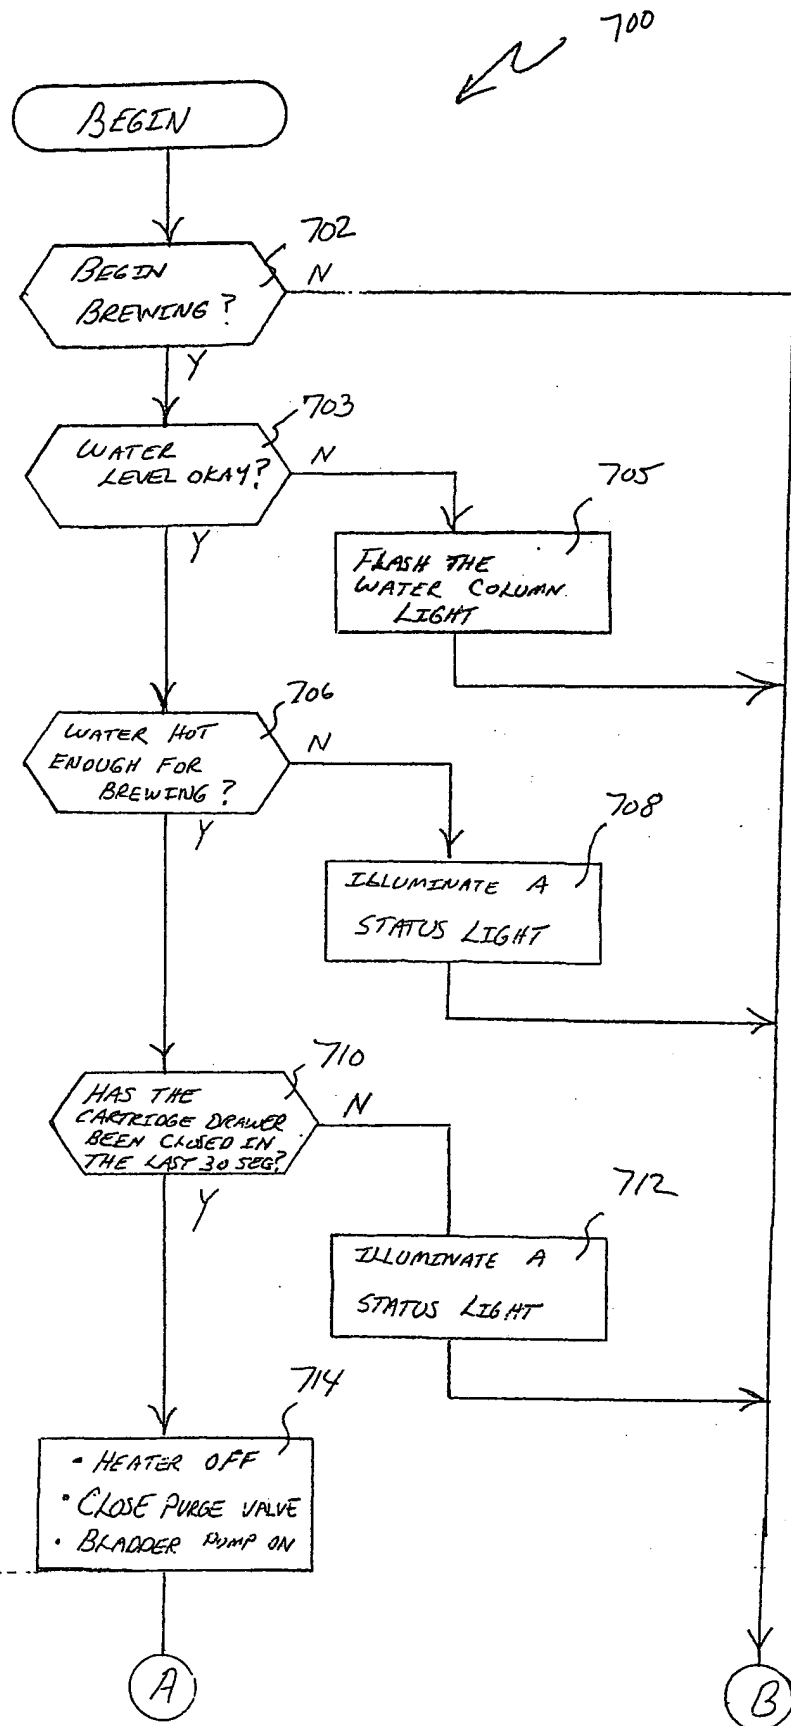 700
BEGIN
702
BEGIN
BREWING?
N
Y
703
WATER
LEVEL OKAY?
N
Y
705
FLASH THE
WATER COLUMN
LIGHT
706
WATER HOT
ENOUGH FOR
BREWING?
N
Y
708
ILLUMINATE A
STATUS LIGHT
710
HAS THE
CARTRIDGE DRAWER
BEEN CLOSED IN
THE LAST 30 SEC?
N
Y
712
ILLUMINATE A
STATUS LIGHT
714
• HEATER OFF
• CLOSE PURGE VALVE
• BLADDER PUMP ON
A
B